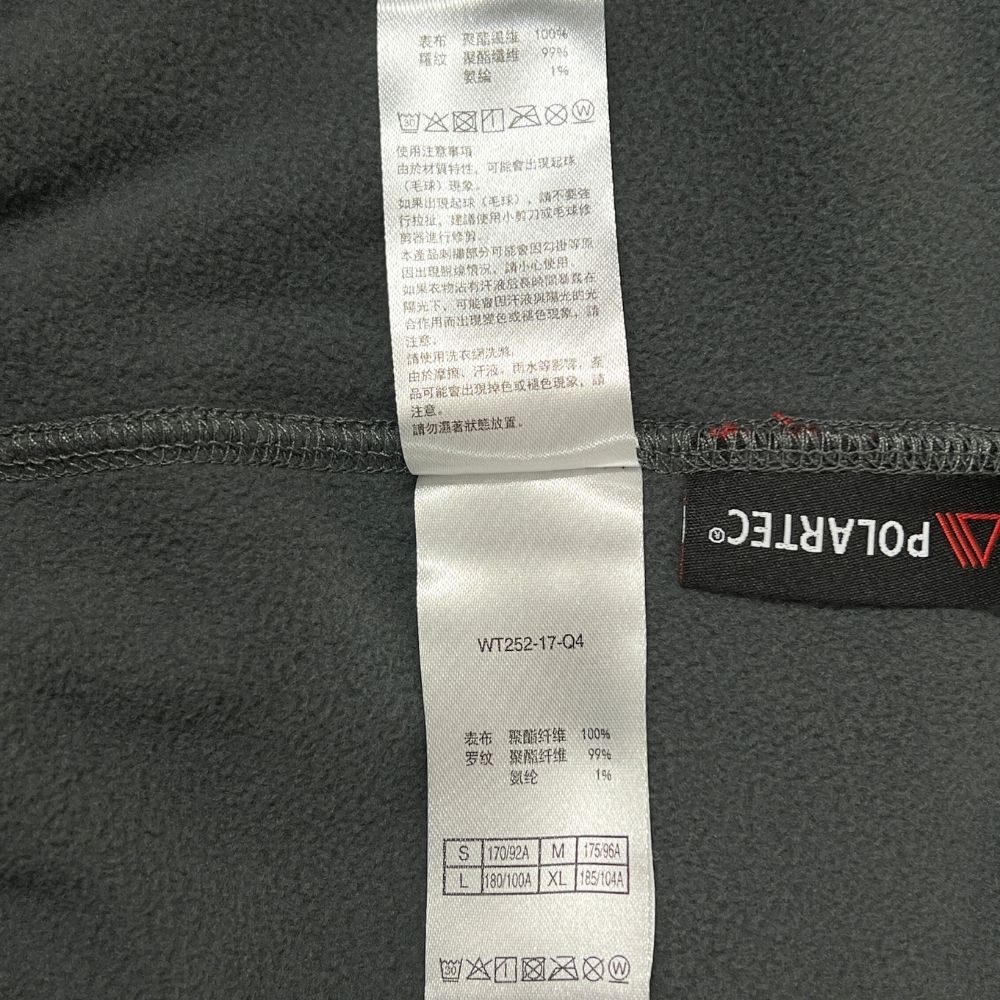 表布 聚酯纖維 100%
羅紋 聚酯纖維 99%
氨綸 1%
30 W
使用注意事項
由於材質特性，可能會出現起球
（毛球）現象。
如果出現起球（毛球），請不要強
行拉扯，建議使用小剪刀或毛球修
剪器進行修剪。
本產品刺繡部分可能會因勾掛等原
因出現脫線情況，請小心使用。
如果衣物沾有汗液后長時間暴露在
陽光下，可能會因汗液與陽光的光
合作用而出現變色或褪色現象，請
注意。
請使用洗衣網洗滌。
由於摩擦、汗液、雨水等影響，產
品可能會出現掉色或褪色現象，請
注意。
請勿濕著狀態放置。
POLARTEC®
WT252-17-Q4
表布 聚酯纤维 100%
罗纹 聚酯纤维 99%
氨纶 1%
S 170/92A M 175/96A
L 180/100A XL 185/104A
30 W